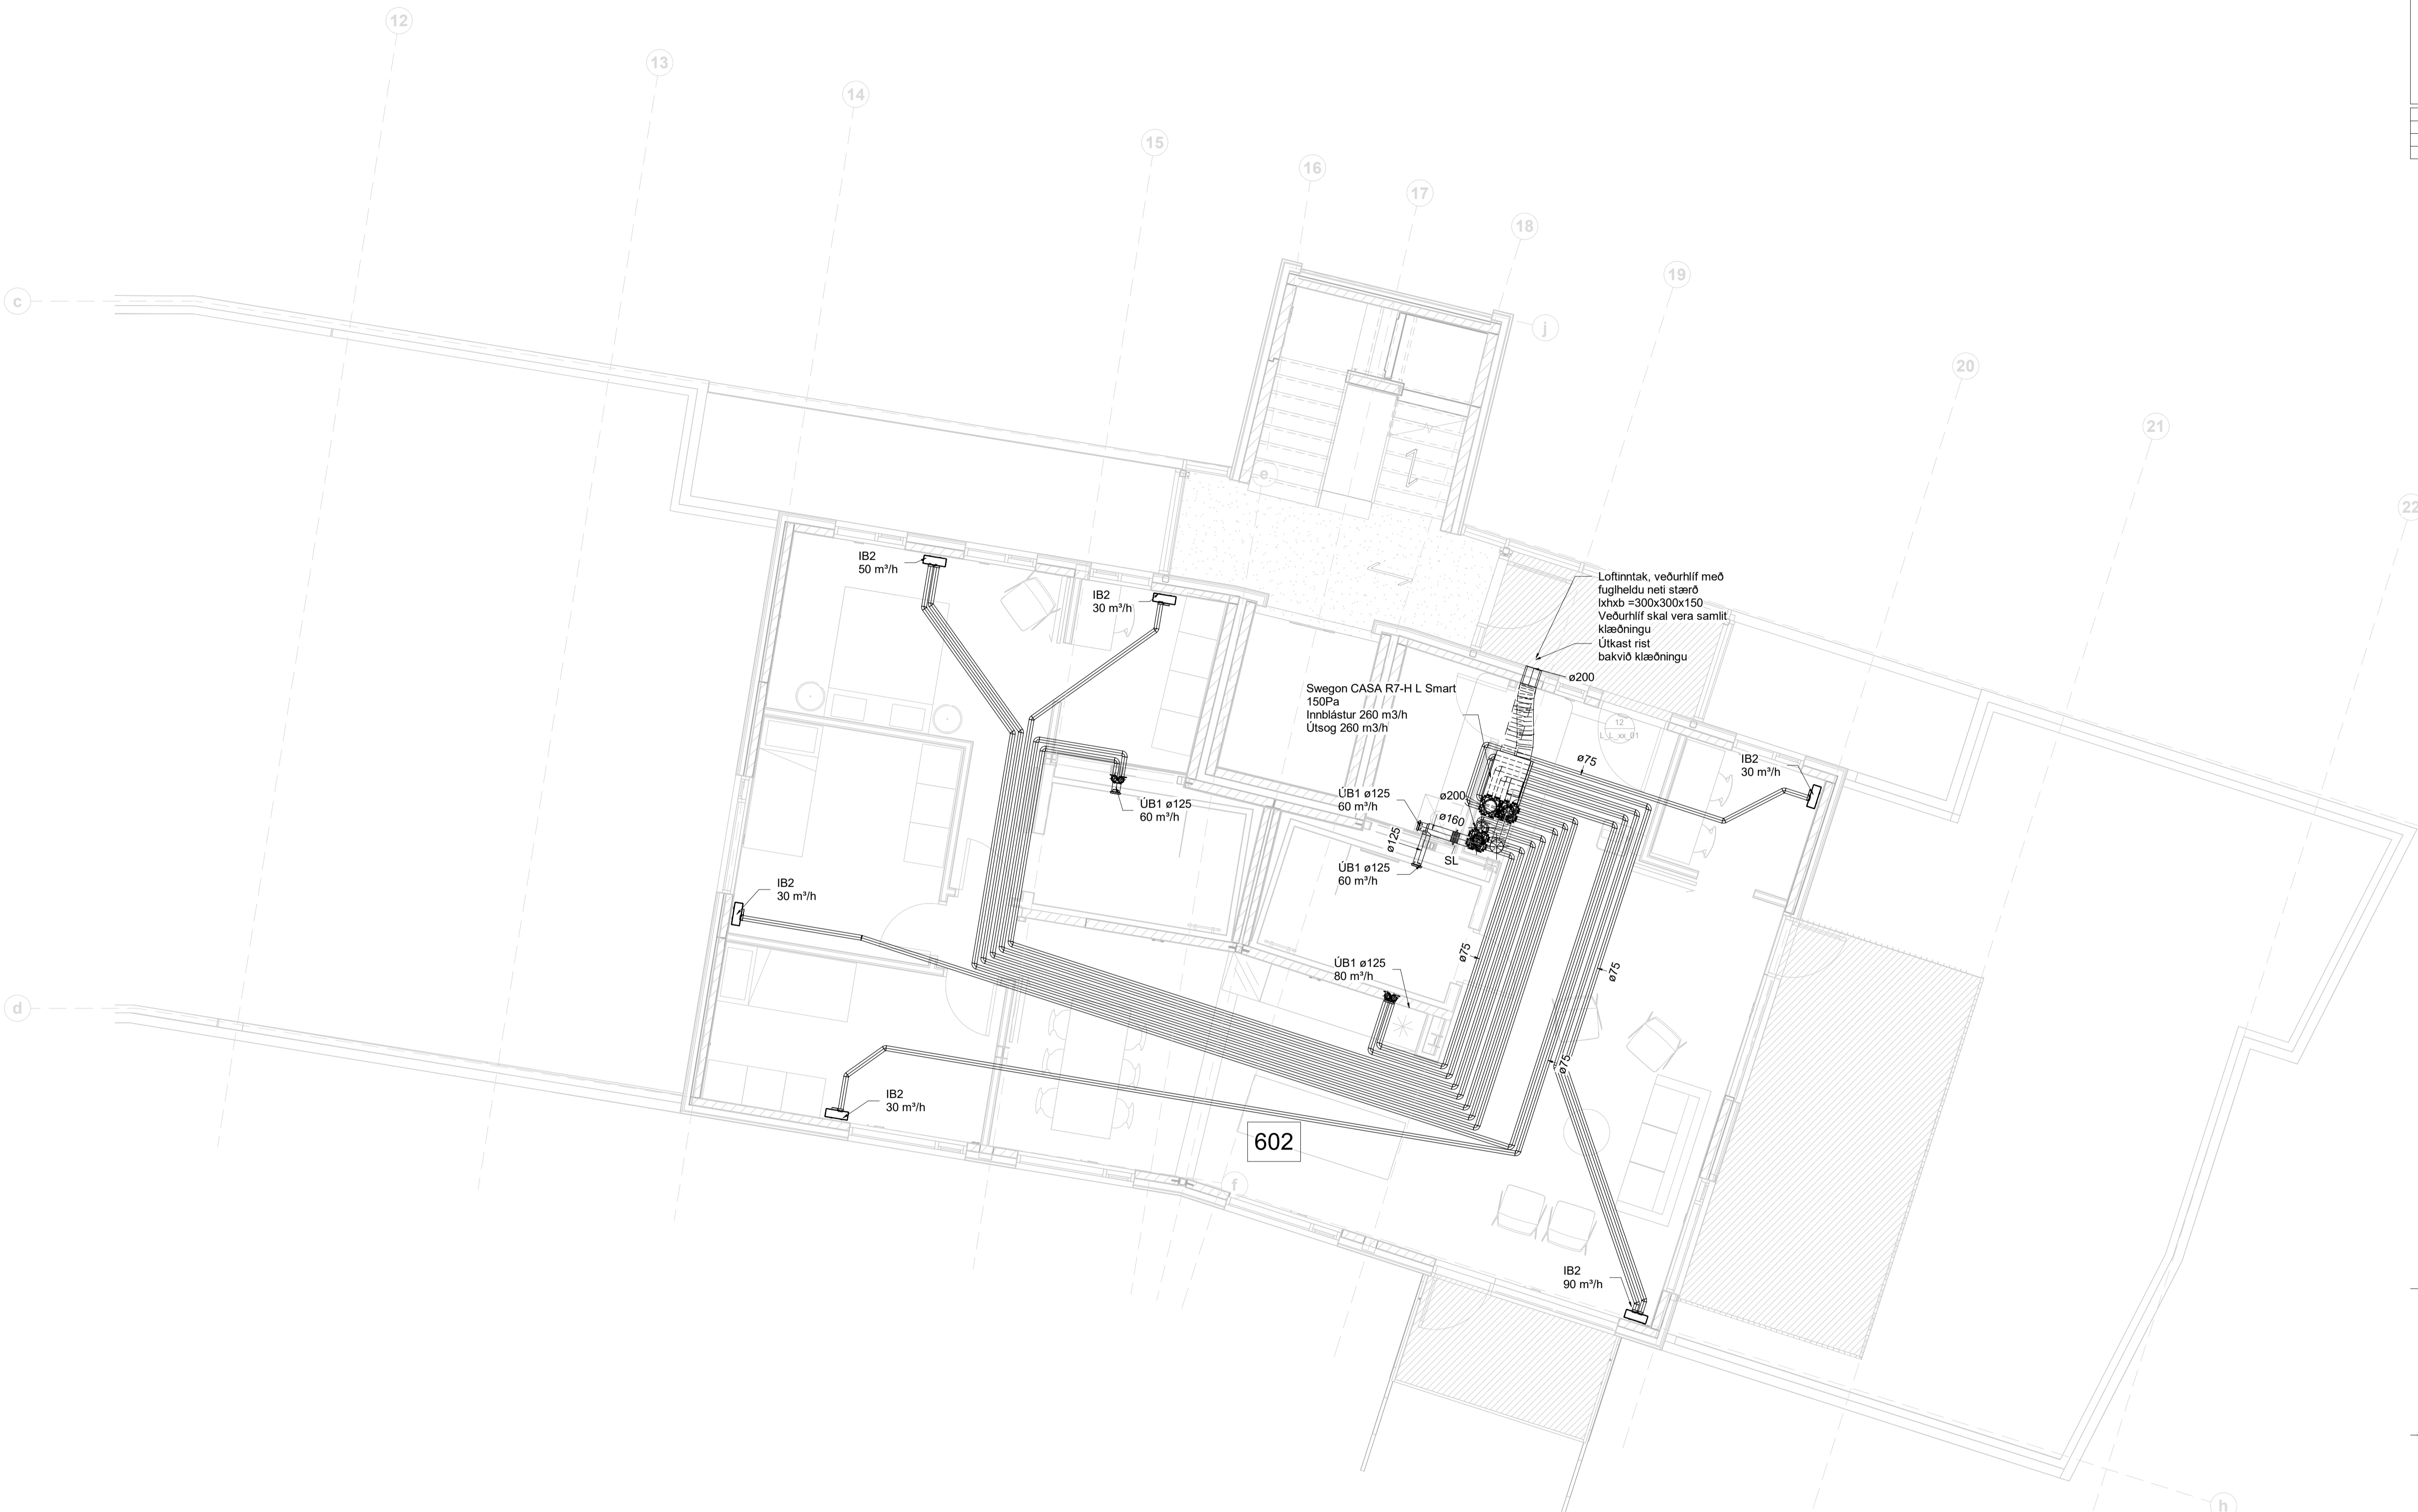 12
13
14
15
16
17
18
19
20
21
22
c
j
e
d
f
h
IB2
50 m³/h
IB2
30 m³/h
Loftinntak, veðurhlíf með
fuglheldu neti stærð
lxhxb =300x300x150
Veðurhlíf skal vera samlit
klæðningu
Útkast rist
bakvið klæðningu
ø200
Swegon CASA R7-H L Smart
150Pa
Innblástur 260 m3/h
Útsog 260 m3/h
12
L_L_xx_01
ø75
IB2
30 m³/h
ÚB1 ø125
60 m³/h
ÚB1 ø125
60 m³/h
ø200
ø160
ø125
SL
ÚB1 ø125
60 m³/h
IB2
30 m³/h
ÚB1 ø125
80 m³/h
ø75
ø75
ø75
IB2
30 m³/h
602
IB2
90 m³/h